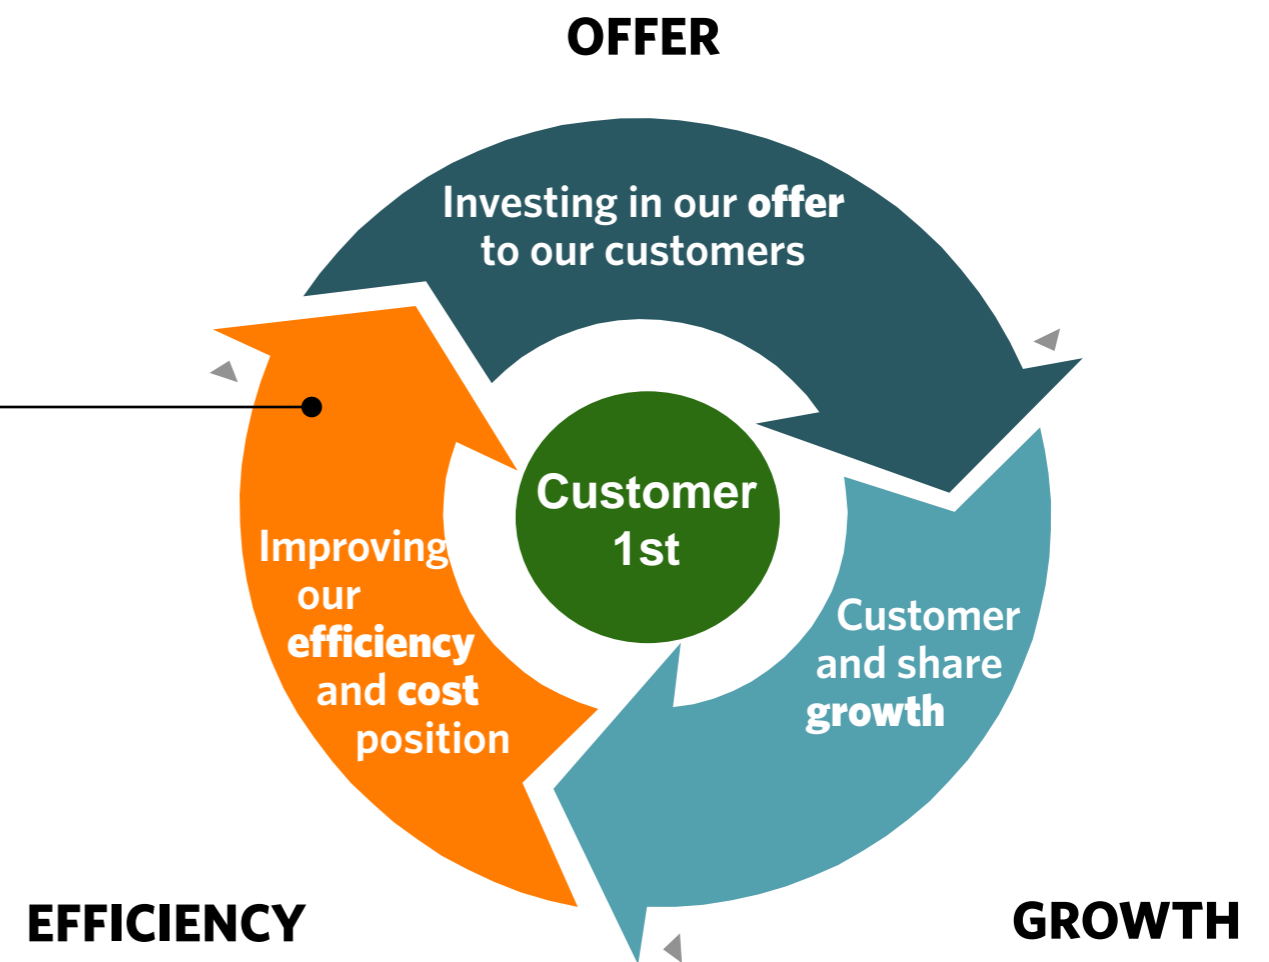 OFFER
Investing in our offer
to our customers
Customer
1st
Customer
and share
growth
Improving
our
efficiency
and cost
position
EFFICIENCY
GROWTH